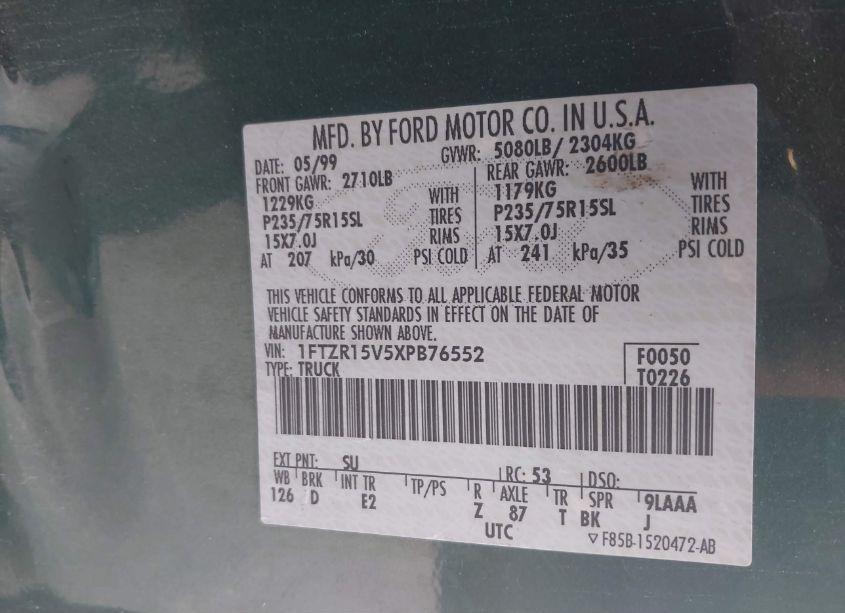 MFD. BY FORD MOTOR CO. IN U.S.A.
DATE: 05/99 GVWR: 5080LB/ 2304KG
FRONT GAWR: 2710LB REAR GAWR: 2600LB
1229KG WITH 1179KG WITH
P235/75R15SL TIRES P235/75R15SL TIRES
15X7.0J RIMS 15X7.0J RIMS
AT 207 kPa/30 PSI COLD AT 241 kPa/35 PSI COLD
THIS VEHICLE CONFORMS TO ALL APPLICABLE FEDERAL MOTOR
VEHICLE SAFETY STANDARDS IN EFFECT ON THE DATE OF
MANUFACTURE SHOWN ABOVE.
VIN: 1FTZR15V5XPB76552 F0050
TYPE: TRUCK T0226
EXT PNT: SU RC: 53 DSO:
WB BRK INT TR TP/PS R AXLE TR SPR 9LAAA
126 D E2 Z 87 T BK J
UTC ▽ F85B-1520472-AB